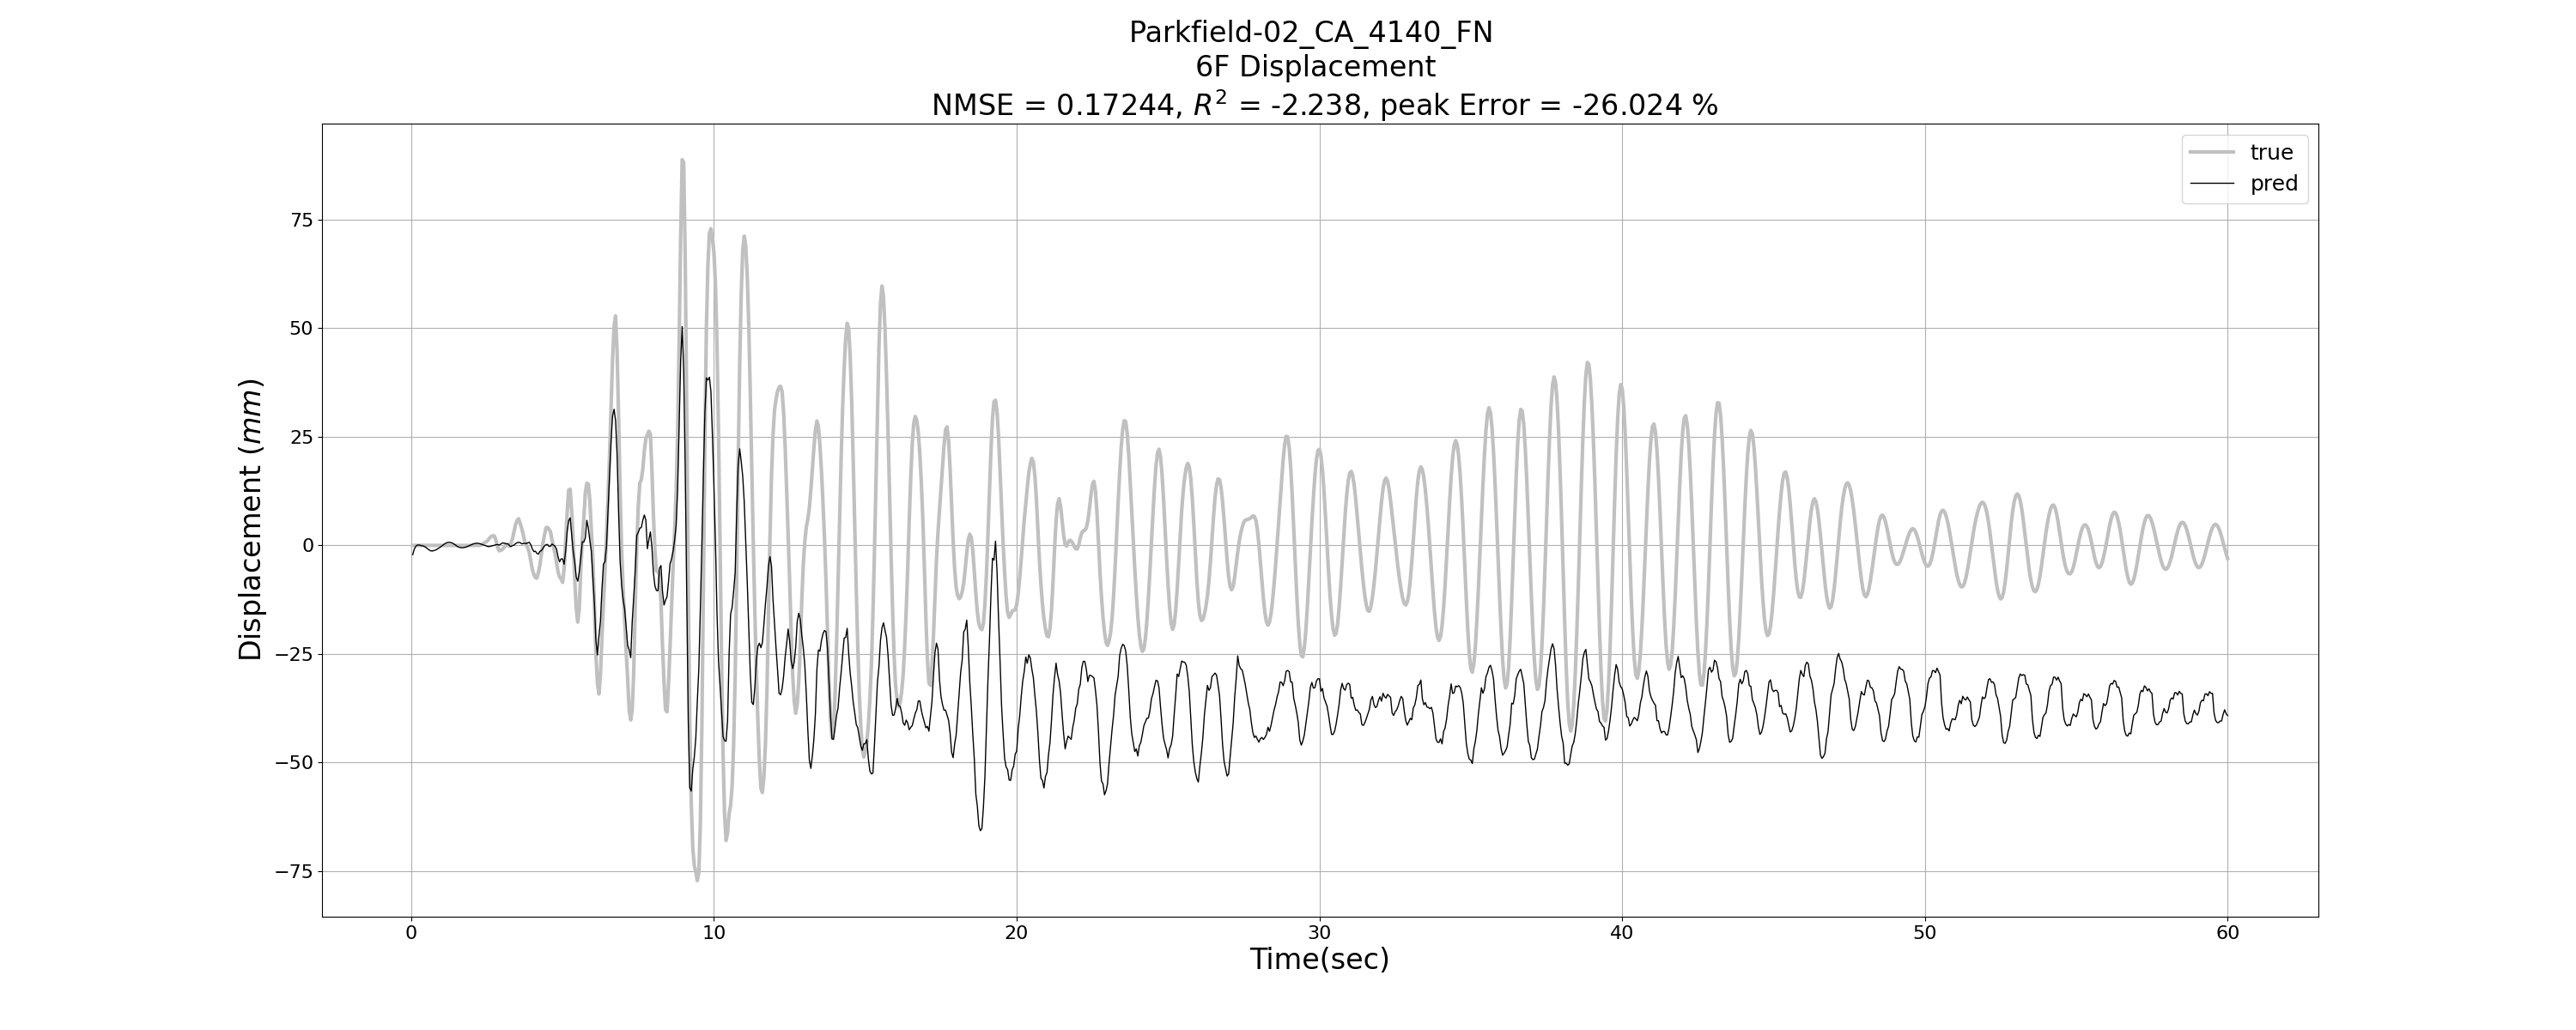 Parkfield-02_CA_4140_FN
6F Displacement
NMSE = 0.17244, R² = -2.238, peak Error = -26.024 %
true
pred
75
50
25
0
−25
−50
−75
Displacement (mm)
0 10 20 30 40 50 60
Time(sec)